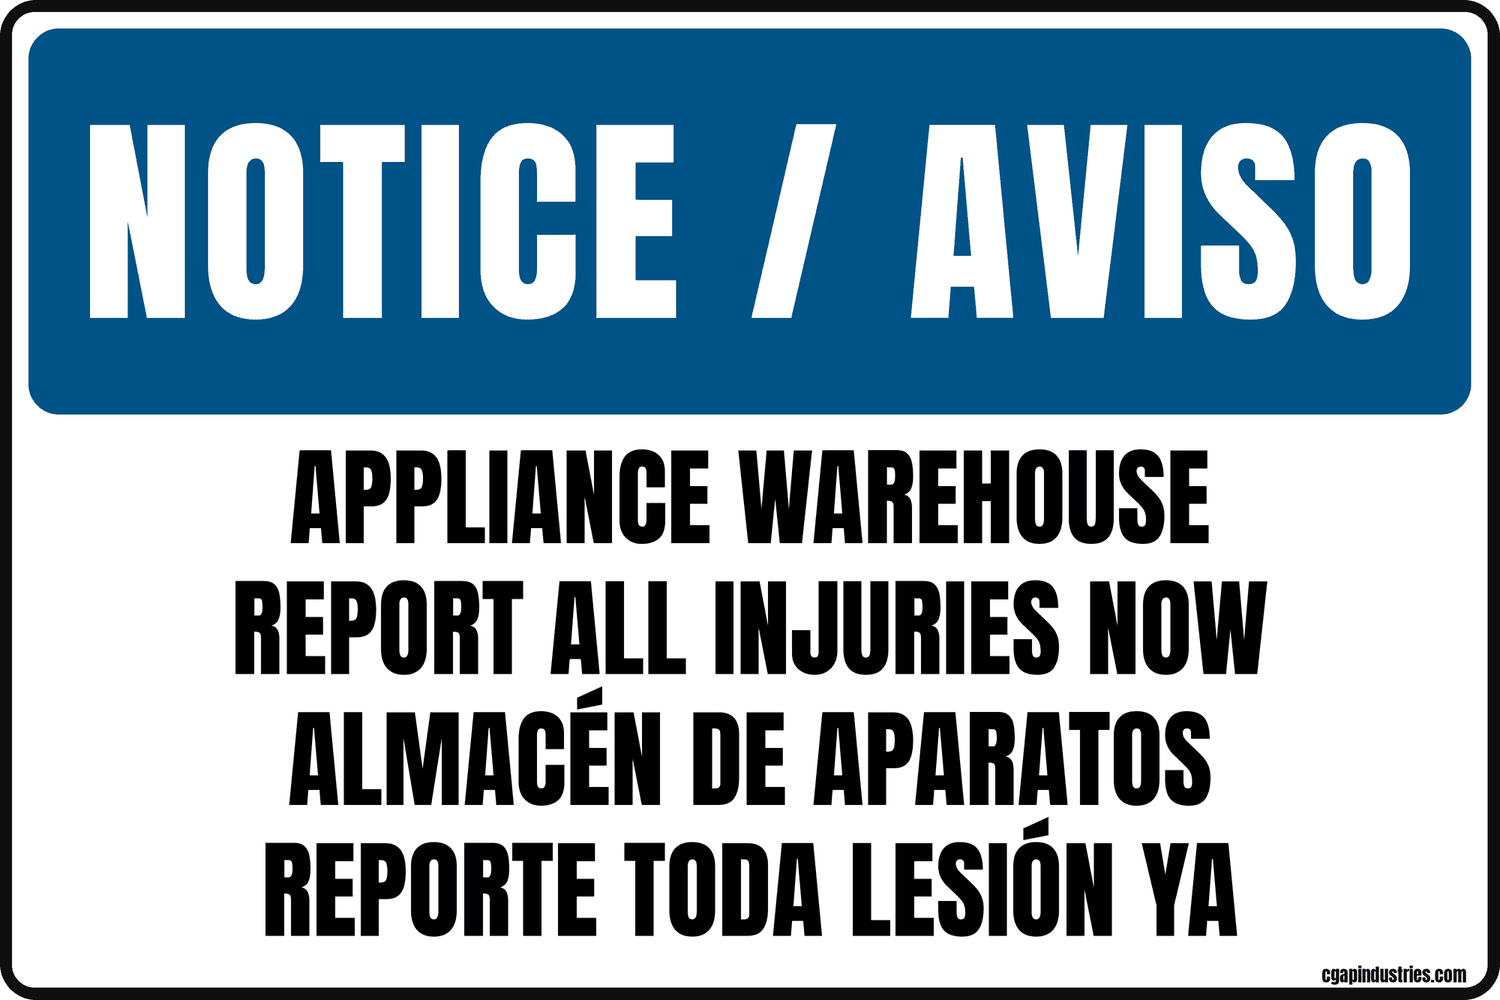 NOTICE / AVISO
APPLIANCE WAREHOUSE
REPORT ALL INJURIES NOW
ALMACÉN DE APARATOS
REPORTE TODA LESIÓN YA
cgapindustries.com